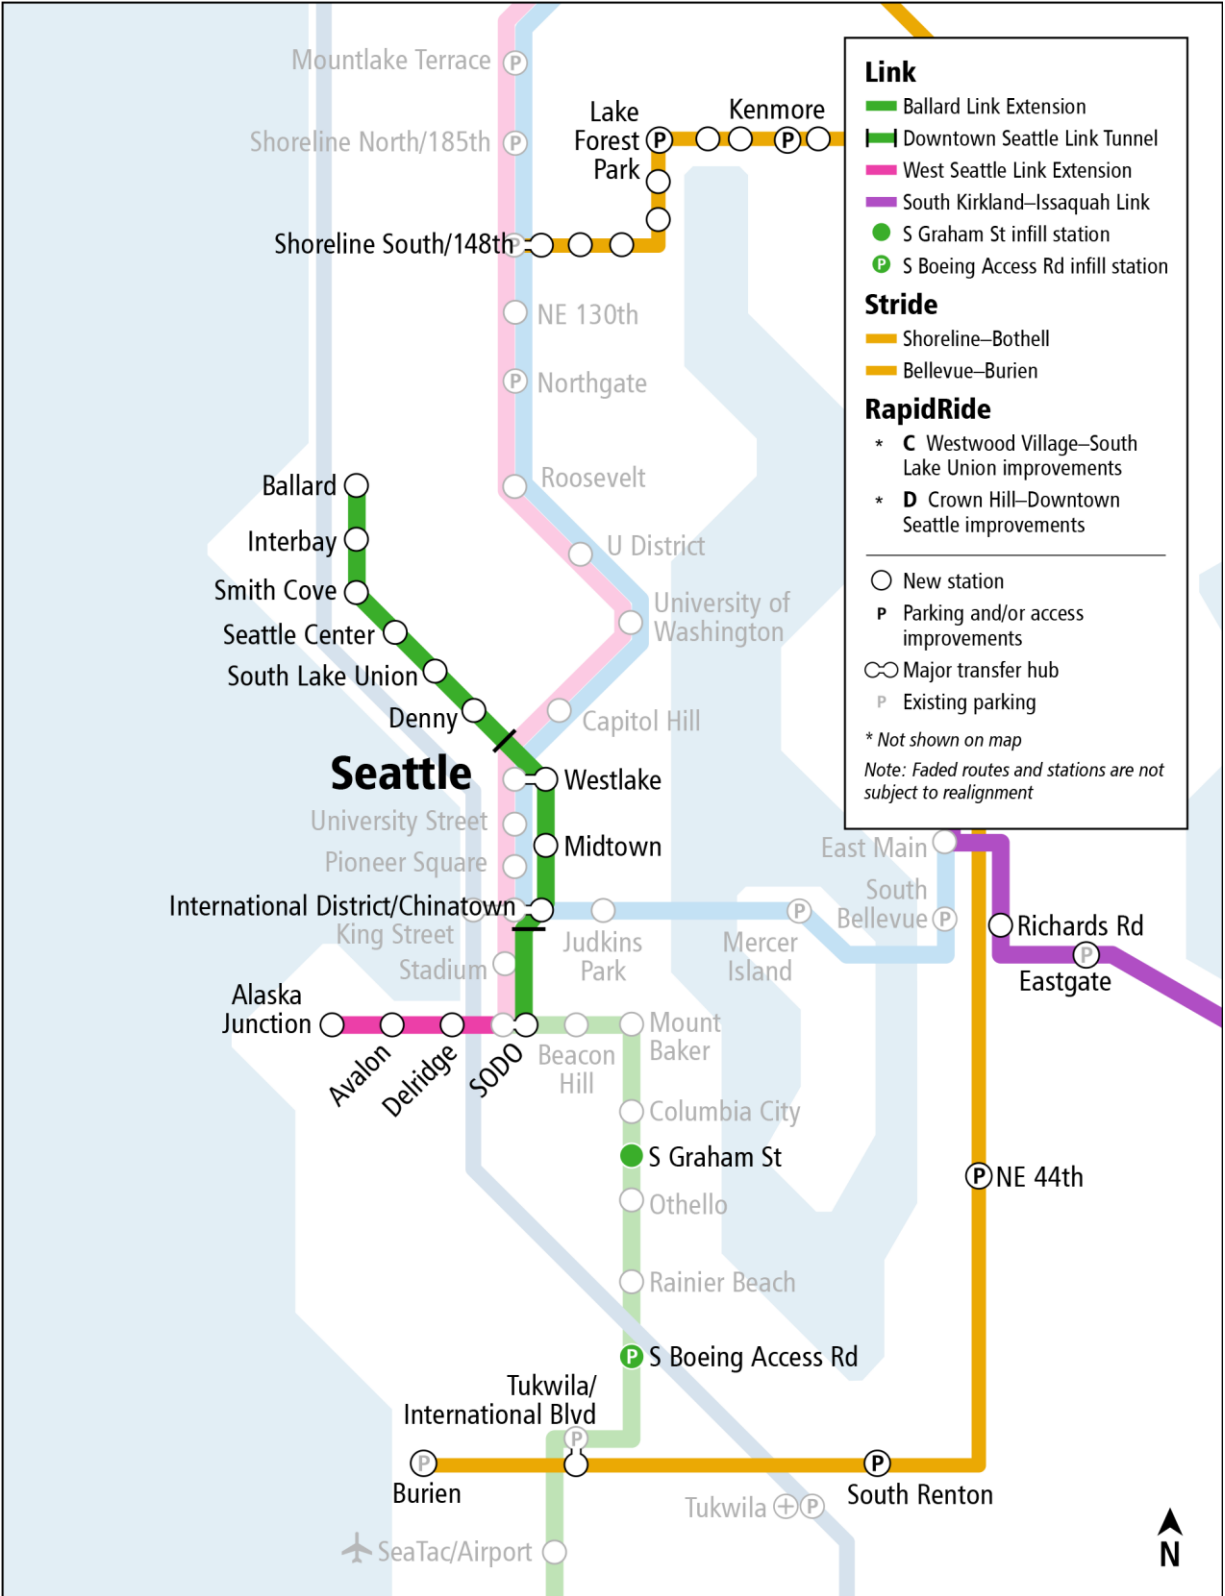 Mountlake Terrace
P
Shoreline North/185th
P
Lake
Forest
Park
P
Kenmore
P
Shoreline South/148th
P
NE 130th
P
Northgate
Roosevelt
Ballard
Interbay
U District
Smith Cove
University of
Washington
Seattle Center
South Lake Union
Denny
Capitol Hill
Seattle
Westlake
University Street
Midtown
Pioneer Square
International District/Chinatown
King Street
Stadium
Judkins
Park
P
Mercer
Island
East Main
South
Bellevue
P
Richards Rd
P
Eastgate
Alaska
Junction
Avalon
Delridge
SODO
Beacon
Hill
Mount
Baker
Columbia City
S Graham St
NE 44th
P
Othello
Rainier Beach
P
S Boeing Access Rd
Tukwila/
International Blvd
P
P
Burien
P
South Renton
Tukwila
P
SeaTac/Airport
N
Link
Ballard Link Extension
Downtown Seattle Link Tunnel
West Seattle Link Extension
South Kirkland–Issaquah Link
S Graham St infill station
P S Boeing Access Rd infill station
Stride
Shoreline–Bothell
Bellevue–Burien
RapidRide
* C Westwood Village–South
Lake Union improvements
* D Crown Hill–Downtown
Seattle improvements
New station
P Parking and/or access
improvements
Major transfer hub
P Existing parking
* Not shown on map
Note: Faded routes and stations are not
subject to realignment